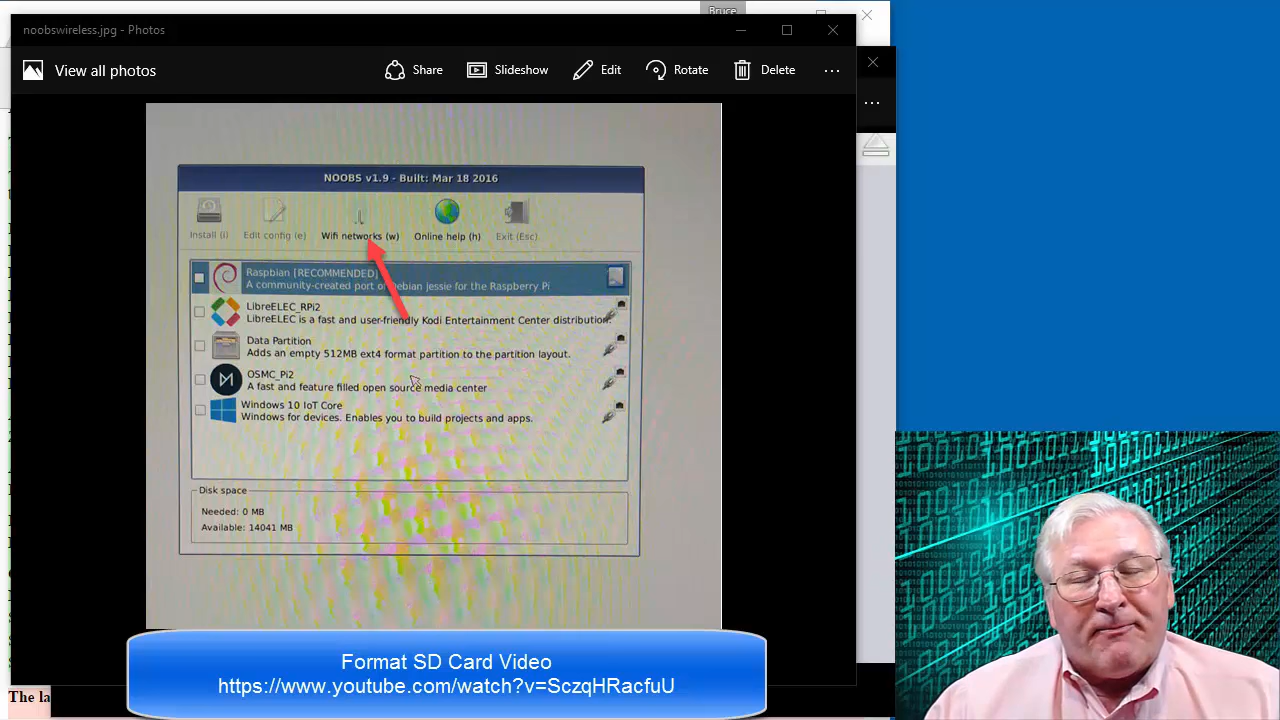 Bruce
noobswireless.jpg - Photos
View all photos
Share
Slideshow
Edit
Rotate
Delete
NOOBS v1.9 - Built: Mar 18 2016
Install (i)
Edit config (e)
Wifi networks (w)
Online help (h)
Exit (Esc)
Raspbian [RECOMMENDED]
A community-created port of Debian jessie for the Raspberry Pi
LibreELEC_RPi2
LibreELEC is a fast and user-friendly Kodi Entertainment Center distribution.
Data Partition
Adds an empty 512MB ext4 format partition to the partition layout.
OSMC_Pi2
A fast and feature filled open source media center
Windows 10 IoT Core
Windows for devices. Enables you to build projects and apps.
Disk space
Needed: 0 MB
Available: 14041 MB
Format SD Card Video
https://www.youtube.com/watch?v=SczqHRacfuU
The la